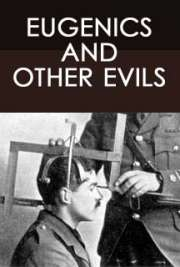 EUGENICS
AND
OTHER EVILS